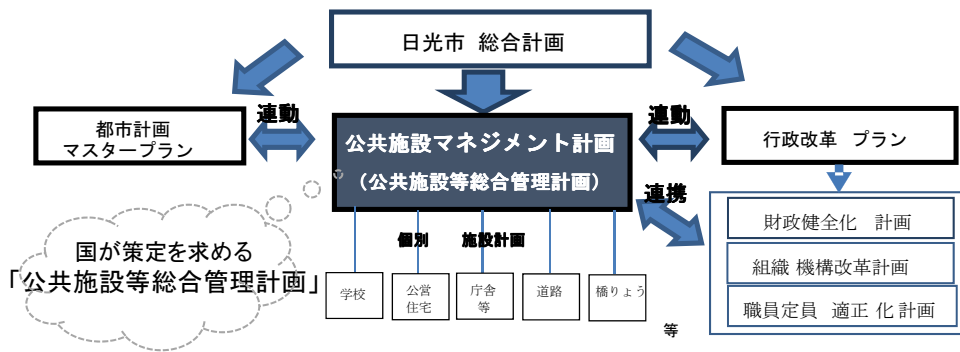 日光市 総合計画
連動
連動
都市計画
マスタープラン
公共施設マネジメント計画
（公共施設等総合管理計画）
行政改革 プラン
連携
国が策定を求める
「公共施設等総合管理計画」
個別 施設計画
学校
公営
住宅
庁舎
等
道路
橋りょう
等
財政健全化 計画
組織 機構改革計画
職員定員 適正 化 計画